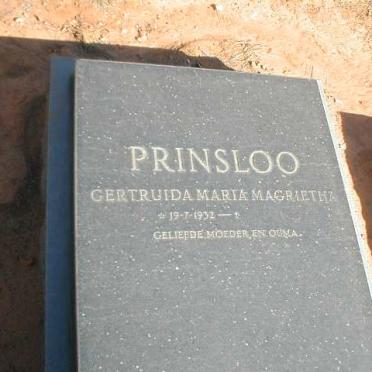 PRINSLOO
GERTRUIDA MARIA MAGRIETHA
☆ 19-7-1932 — †
GELIEFDE MOEDER EN OUMA